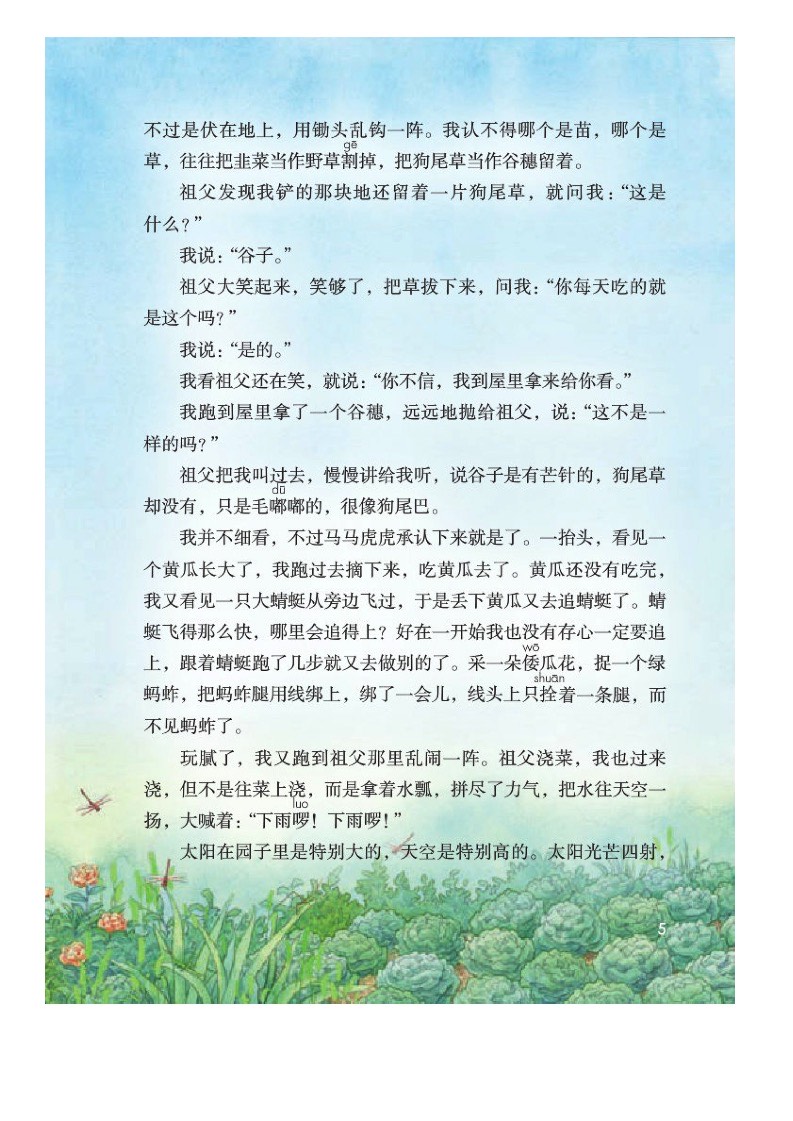 不过是伏在地上，用锄头乱钩一阵。我认不得哪个是苗，哪个是
gē
草，往往把韭菜当作野草割掉，把狗尾草当作谷穗留着。
祖父发现我铲的那块地还留着一片狗尾草，就问我：“这是
什么？”
我说：“谷子。”
祖父大笑起来，笑够了，把草拔下来，问我：“你每天吃的就
是这个吗？”
我说：“是的。”
我看祖父还在笑，就说：“你不信，我到屋里拿来给你看。”
我跑到屋里拿了一个谷穗，远远地抛给祖父，说：“这不是一
样的吗？”
祖父把我叫过去，慢慢讲给我听，说谷子是有芒针的，狗尾草
dū
却没有，只是毛嘟嘟的，很像狗尾巴。
我并不细看，不过马马虎虎承认下来就是了。一抬头，看见一
个黄瓜长大了，我跑过去摘下来，吃黄瓜去了。黄瓜还没有吃完，
我又看见一只大蜻蜓从旁边飞过，于是丢下黄瓜又去追蜻蜓了。蜻
蜓飞得那么快，哪里会追得上？好在一开始我也没有存心一定要追
wō
上，跟着蜻蜓跑了几步就又去做别的了。采一朵倭瓜花，捉一个绿
shuān
蚂蚱，把蚂蚱腿用线绑上，绑了一会儿，线头上只拴着一条腿，而
不见蚂蚱了。
玩腻了，我又跑到祖父那里乱闹一阵。祖父浇菜，我也过来
浇，但不是往菜上浇，而是拿着水瓢，拼尽了力气，把水往天空一
luo
扬，大喊着：“下雨啰！下雨啰！”
太阳在园子里是特别大的，天空是特别高的。太阳光芒四射，
5